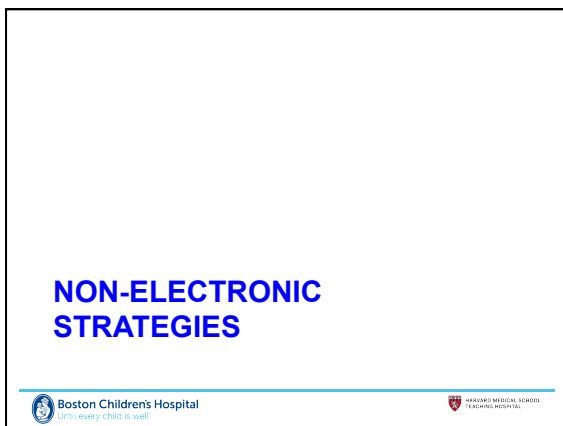 NON-ELECTRONIC
STRATEGIES
Boston Children's Hospital
Until every child is well
HARVARD MEDICAL SCHOOL
TEACHING HOSPITAL